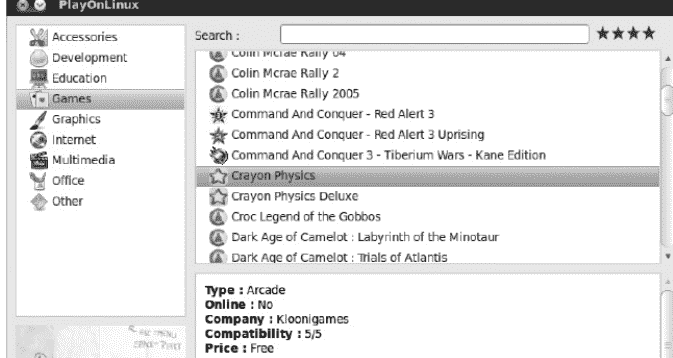 PlayOnLinux
Accessories
Development
Education
Games
Graphics
Internet
Multimedia
Office
Other
Search :
Colin Mcrae Rally 04
Colin Mcrae Rally 2
Colin Mcrae Rally 2005
Command And Conquer - Red Alert 3
Command And Conquer - Red Alert 3 Uprising
Command And Conquer 3 - Tiberium Wars - Kane Edition
Crayon Physics
Crayon Physics Deluxe
Croc Legend of the Gobbos
Dark Age of Camelot : Labyrinth of the Minotaur
Dark Age of Camelot : Trials of Atlantis
Type : Arcade
Online : No
Company : Kloonigames
Compatibility : 5/5
Price : Free